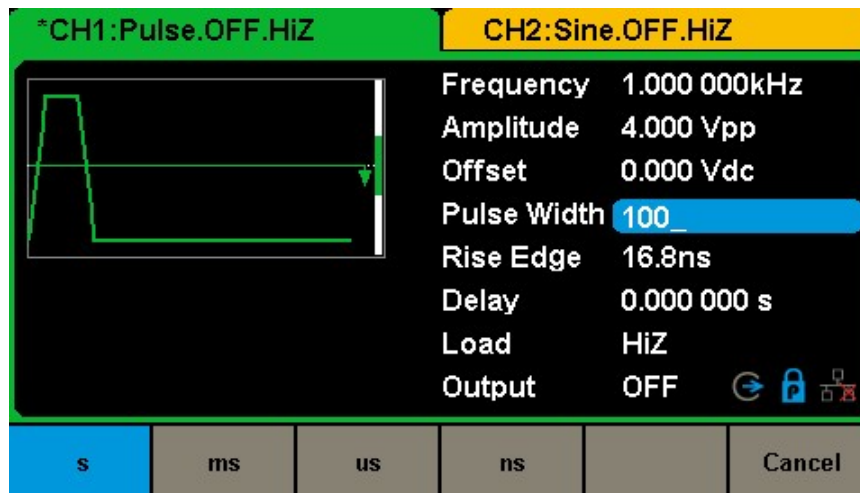 *CH1:Pulse.OFF.HiZ CH2:Sine.OFF.HiZ
Frequency 1.000 000kHz
Amplitude 4.000 Vpp
Offset 0.000 Vdc
Pulse Width 100_
Rise Edge 16.8ns
Delay 0.000 000 s
Load HiZ
Output OFF P
s ms us ns Cancel